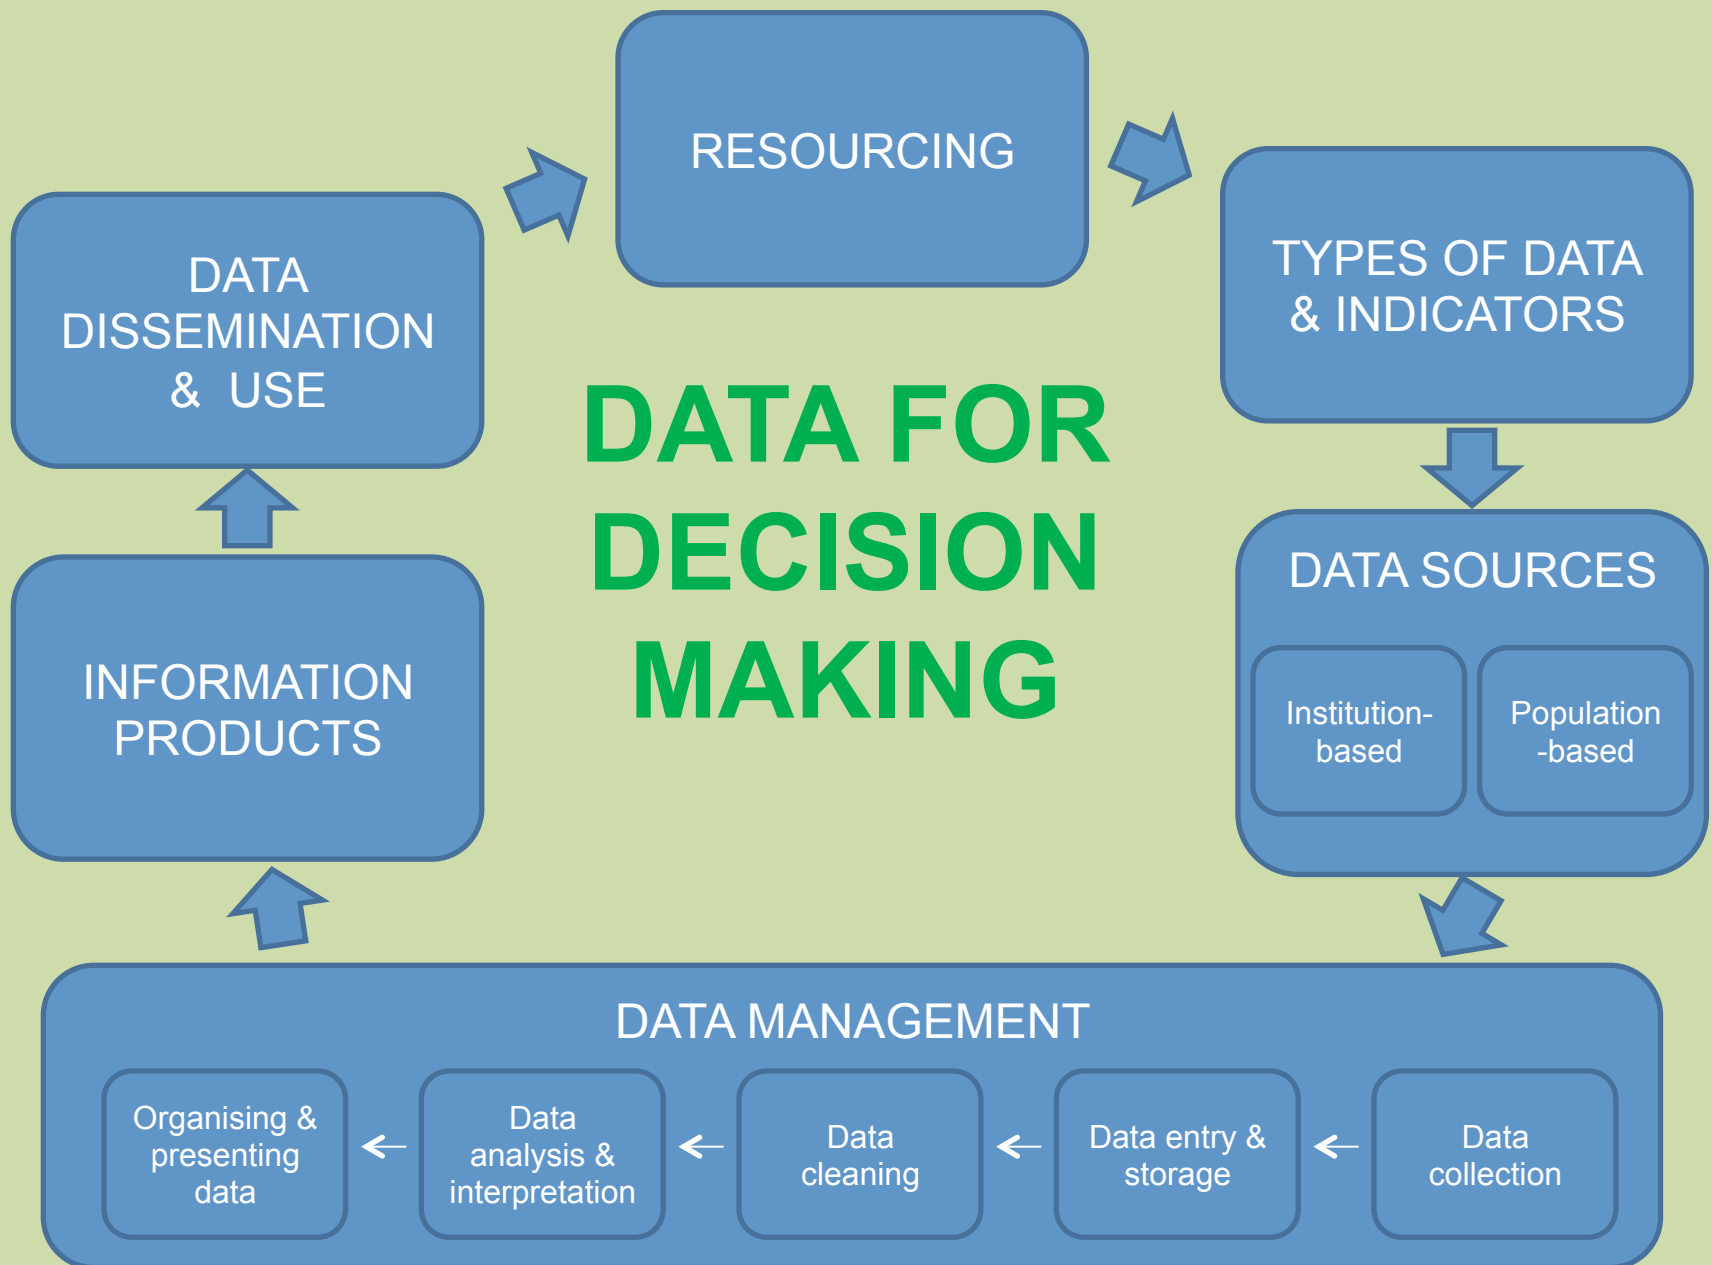 RESOURCING
TYPES OF DATA
& INDICATORS
DATA SOURCES
Institution-
based
Population
-based
DATA MANAGEMENT
Data
collection
Data entry &
storage
Data
cleaning
Data
analysis &
interpretation
Organising &
presenting
data
INFORMATION
PRODUCTS
DATA
DISSEMINATION
& USE
DATA FOR
DECISION
MAKING